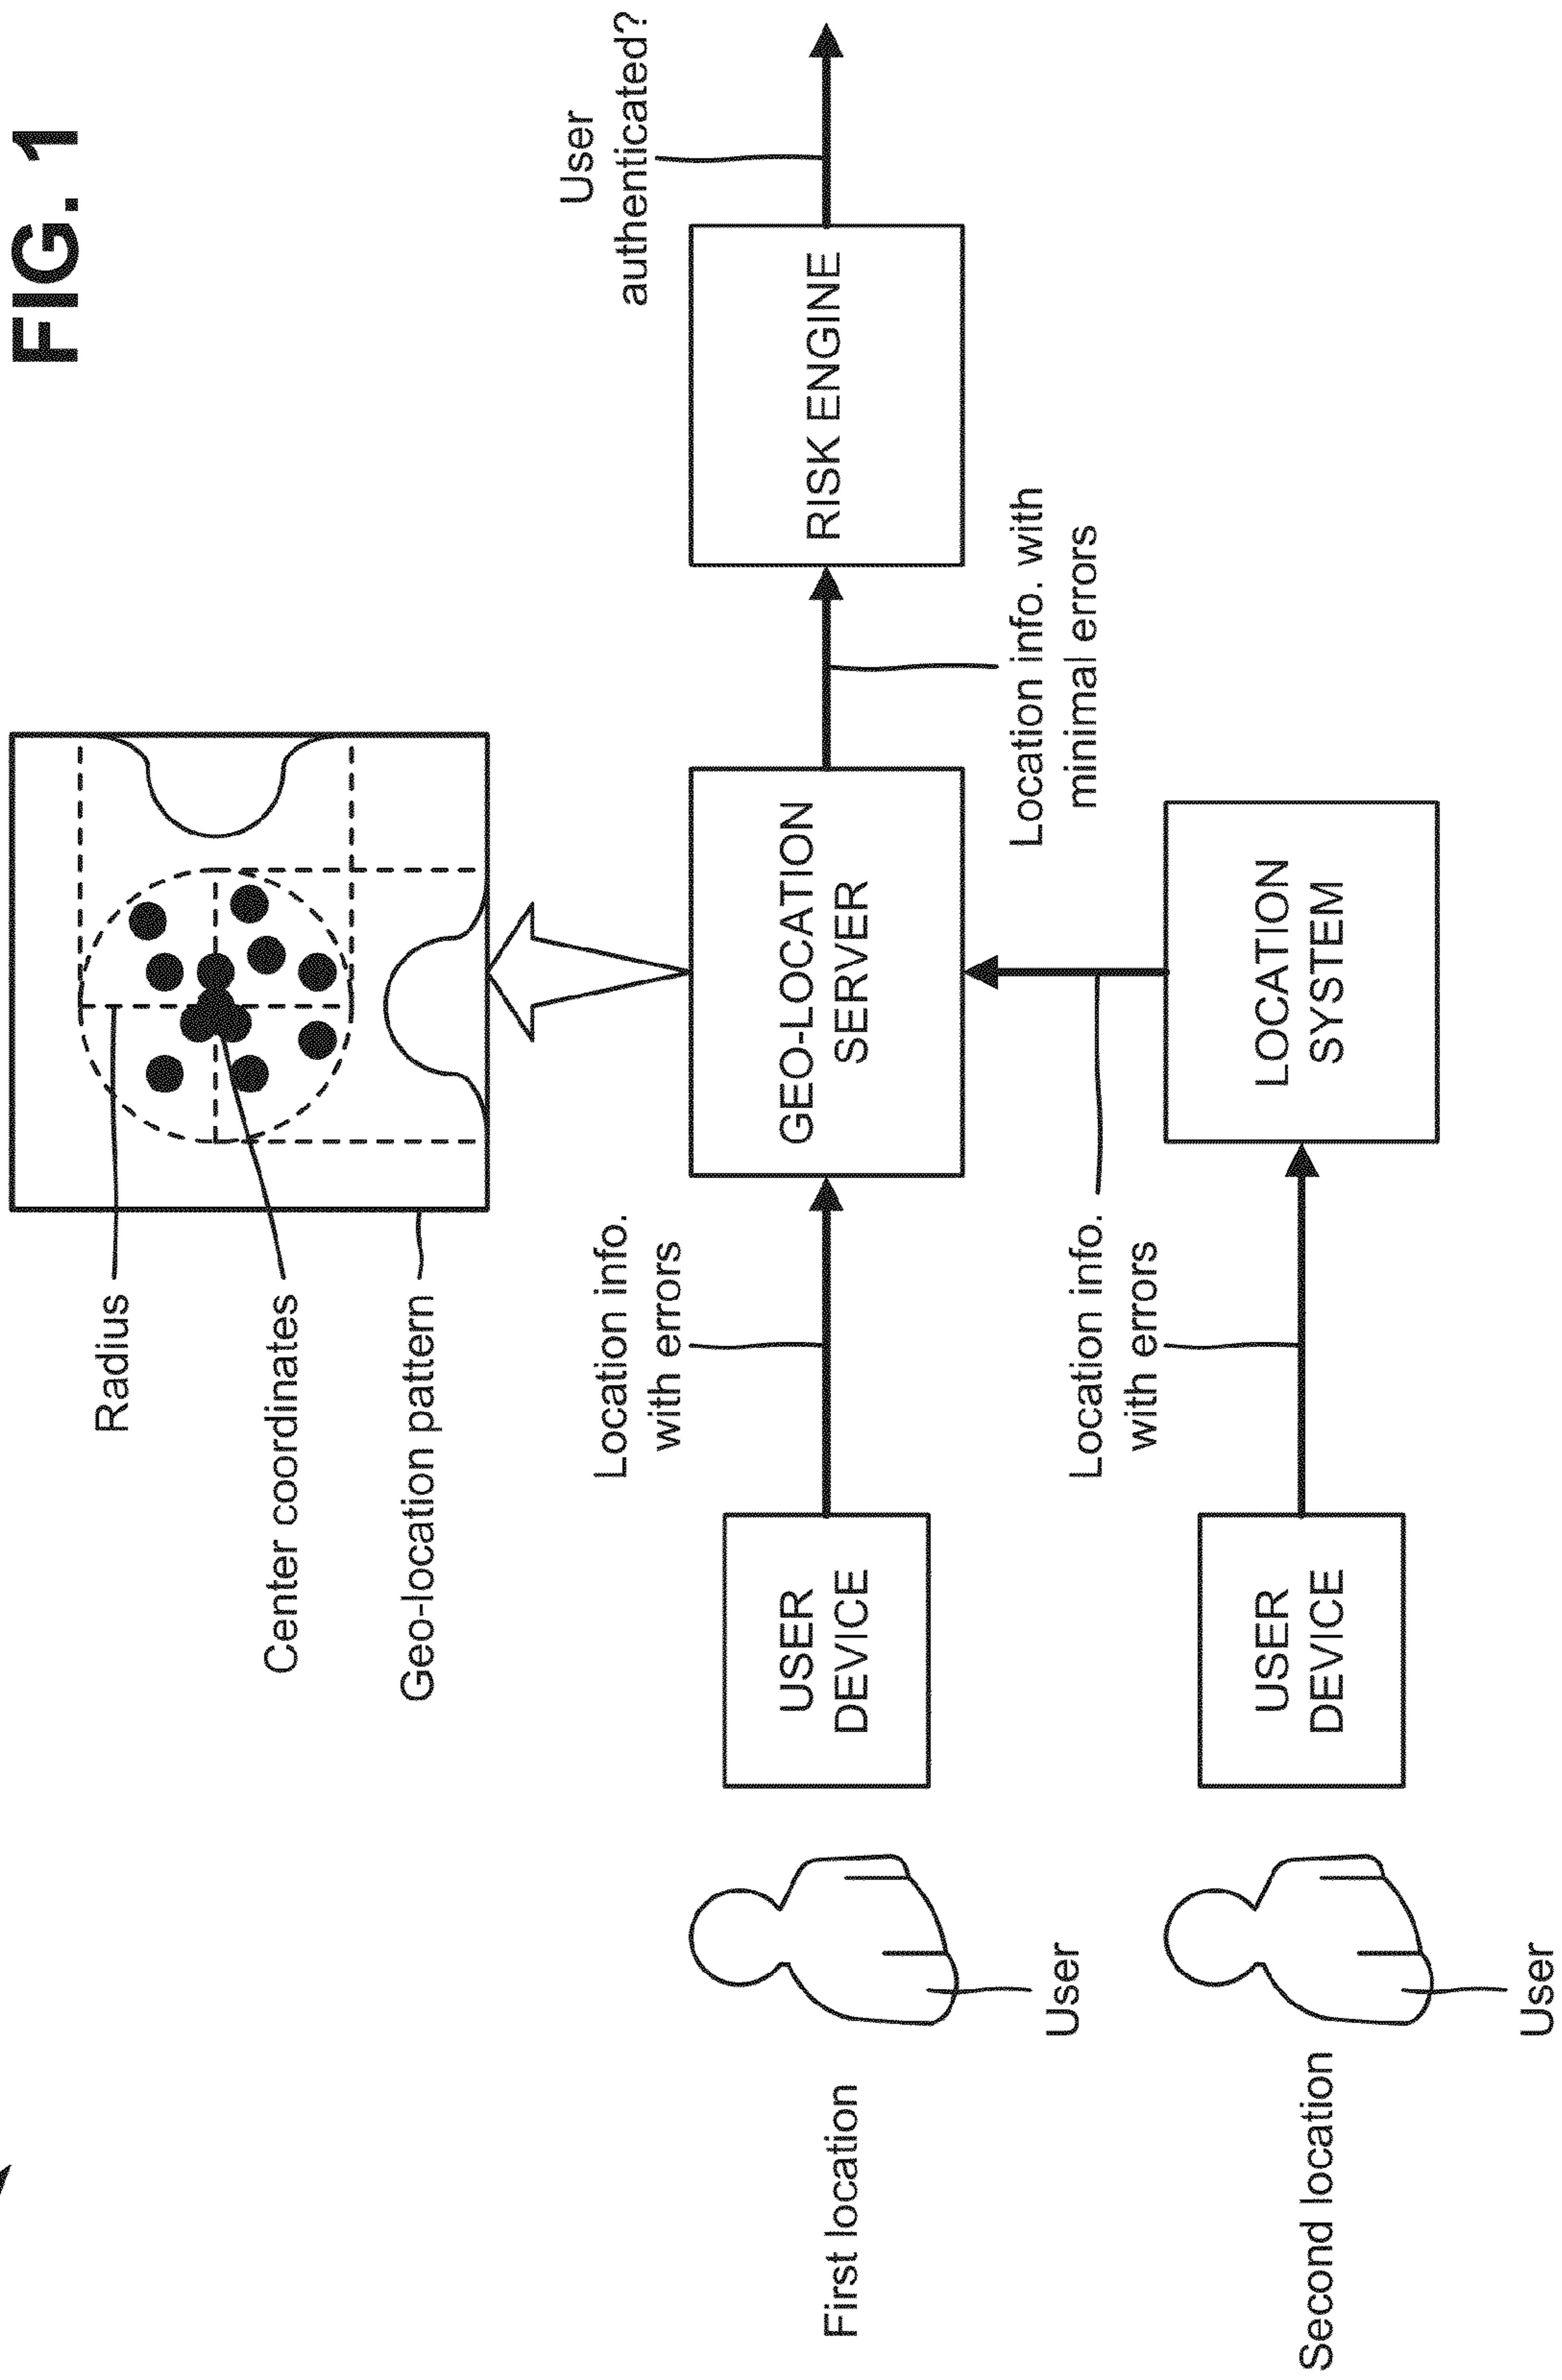 FIG. 1
Radius
Center coordinates
Geo-location pattern
User
authenticated?
Location info.
with errors
First location
User
USER
DEVICE
GEO-LOCATION
SERVER
RISK ENGINE
Location info. with
minimal errors
Location info.
with errors
Second location
User
USER
DEVICE
LOCATION
SYSTEM